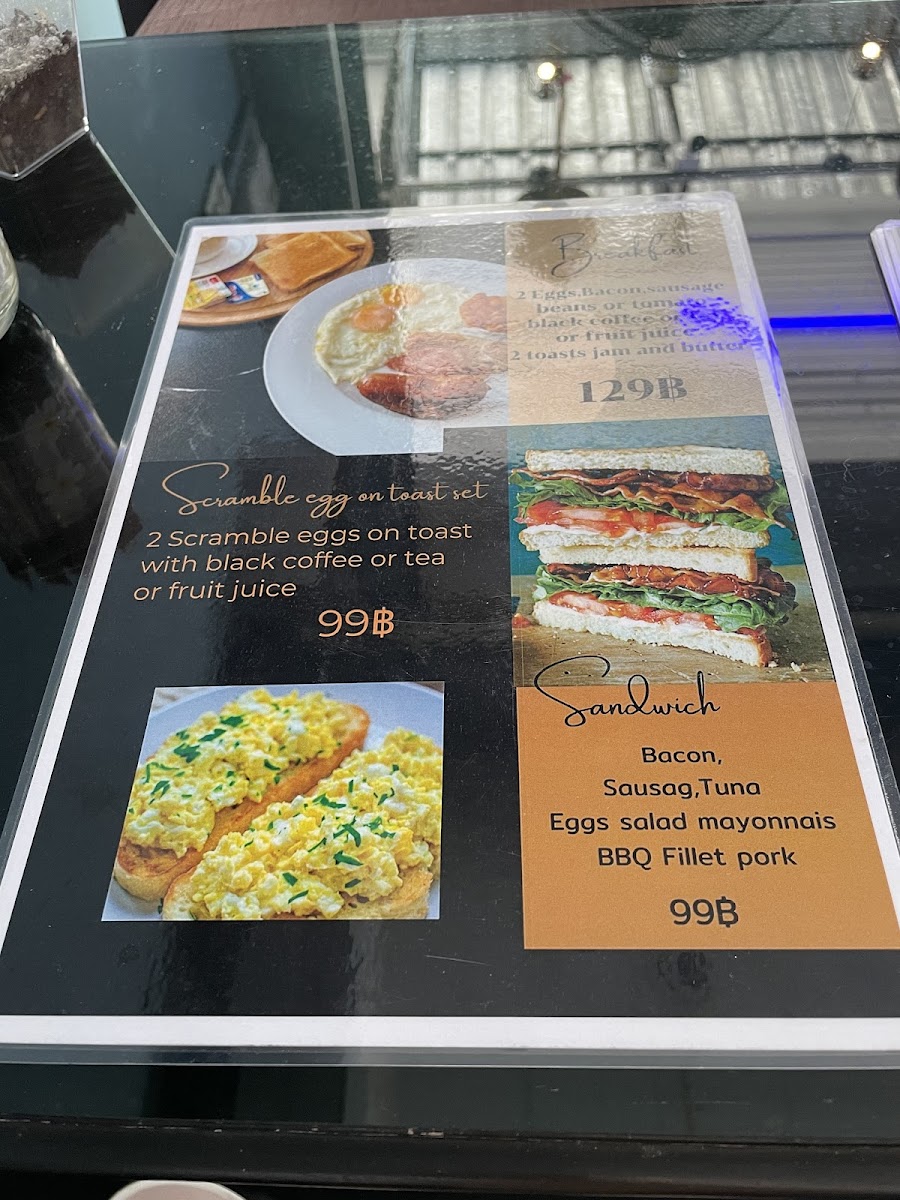 Breakfast
2 Eggs,Bacon,sausage
beans or
black coffee
or fruit juice
2 toasts jam and butter
129฿
Scramble egg on toast set
2 Scramble eggs on toast
with black coffee or tea
or fruit juice
99฿
Sandwich
Bacon,
Sausag,Tuna
Eggs salad mayonnais
BBQ Fillet pork
99฿